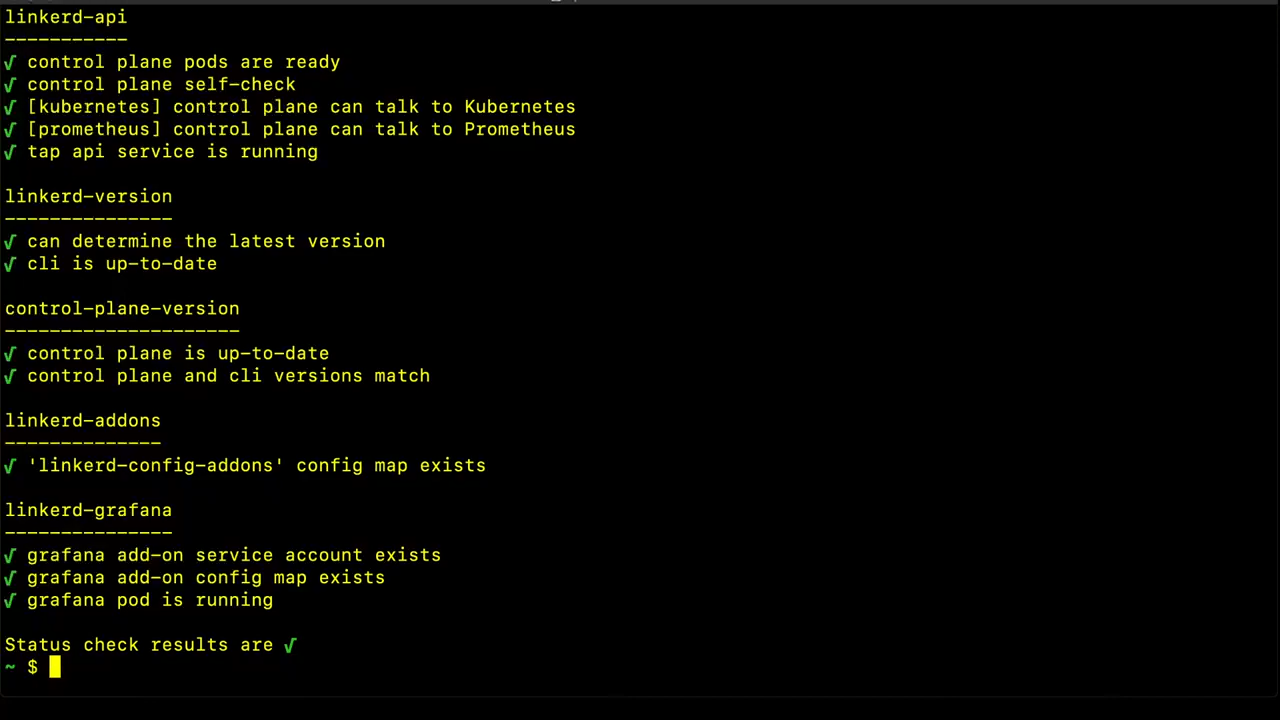 linkerd-api
-----------
√ control plane pods are ready
√ control plane self-check
√ [kubernetes] control plane can talk to Kubernetes
√ [prometheus] control plane can talk to Prometheus
√ tap api service is running
linkerd-version
---------------
√ can determine the latest version
√ cli is up-to-date
control-plane-version
---------------------
√ control plane is up-to-date
√ control plane and cli versions match
linkerd-addons
--------------
√ 'linkerd-config-addons' config map exists
linkerd-grafana
---------------
√ grafana add-on service account exists
√ grafana add-on config map exists
√ grafana pod is running
Status check results are √
~ $